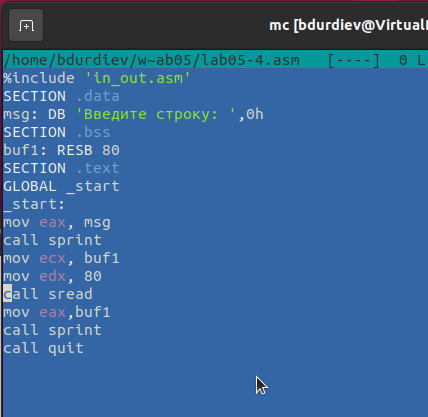 mc [bdurdiev@Virtuall
/home/bdurdiev/w~ab05/lab05-4.asm [----] 0 L
%include 'in_out.asm'
SECTION .data
msg: DB 'Введите строку: ',0h
SECTION .bss
buf1: RESB 80
SECTION .text
GLOBAL _start
_start:
mov eax, msg
call sprint
mov ecx, buf1
mov edx, 80
call sread
mov eax,buf1
call sprint
call quit